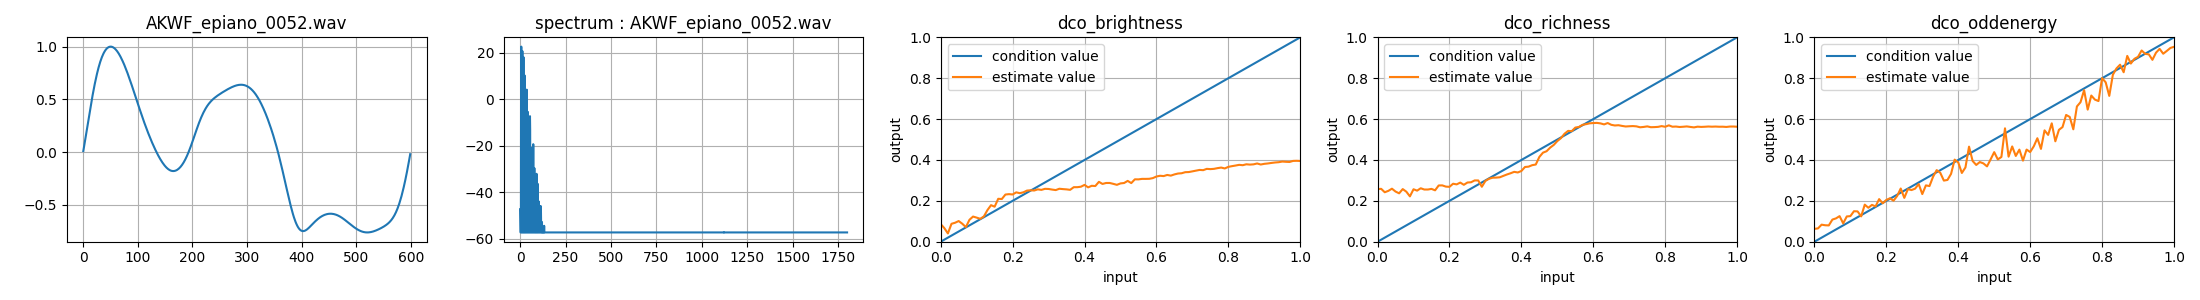 AKWF_epiano_0052.wav
1.0
0.5
0.0
−0.5
0 100 200 300 400 500 600
spectrum : AKWF_epiano_0052.wav
20
0
−20
−40
−60
0 250 500 750 1000 1250 1500 1750
dco_brightness
condition value
estimate value
output
1.0
0.8
0.6
0.4
0.2
0.0
0.0 0.2 0.4 0.6 0.8 1.0
input
dco_richness
condition value
estimate value
output
1.0
0.8
0.6
0.4
0.2
0.0
0.0 0.2 0.4 0.6 0.8 1.0
input
dco_oddenergy
condition value
estimate value
output
1.0
0.8
0.6
0.4
0.2
0.0
0.0 0.2 0.4 0.6 0.8 1.0
input